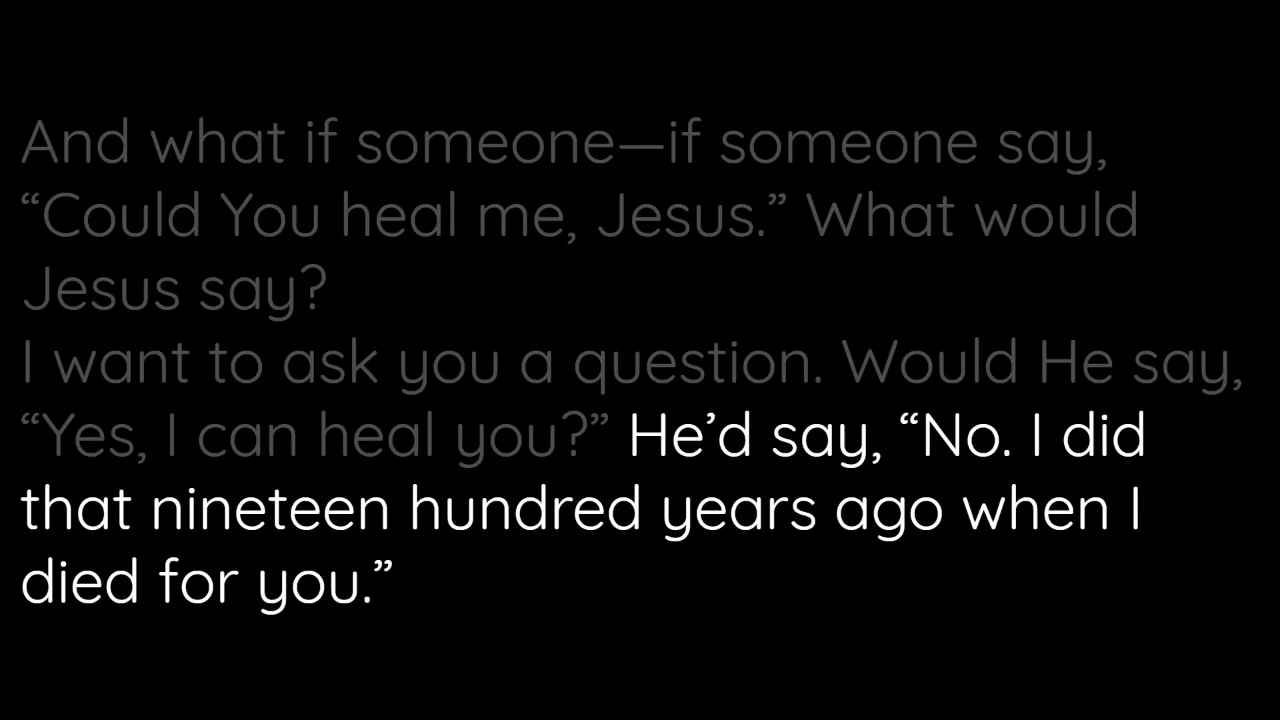 And what if someone—if someone say,
“Could You heal me, Jesus.” What would
Jesus say?
I want to ask you a question. Would He say,
“Yes, I can heal you?” He’d say, “No. I did
that nineteen hundred years ago when I
died for you.”